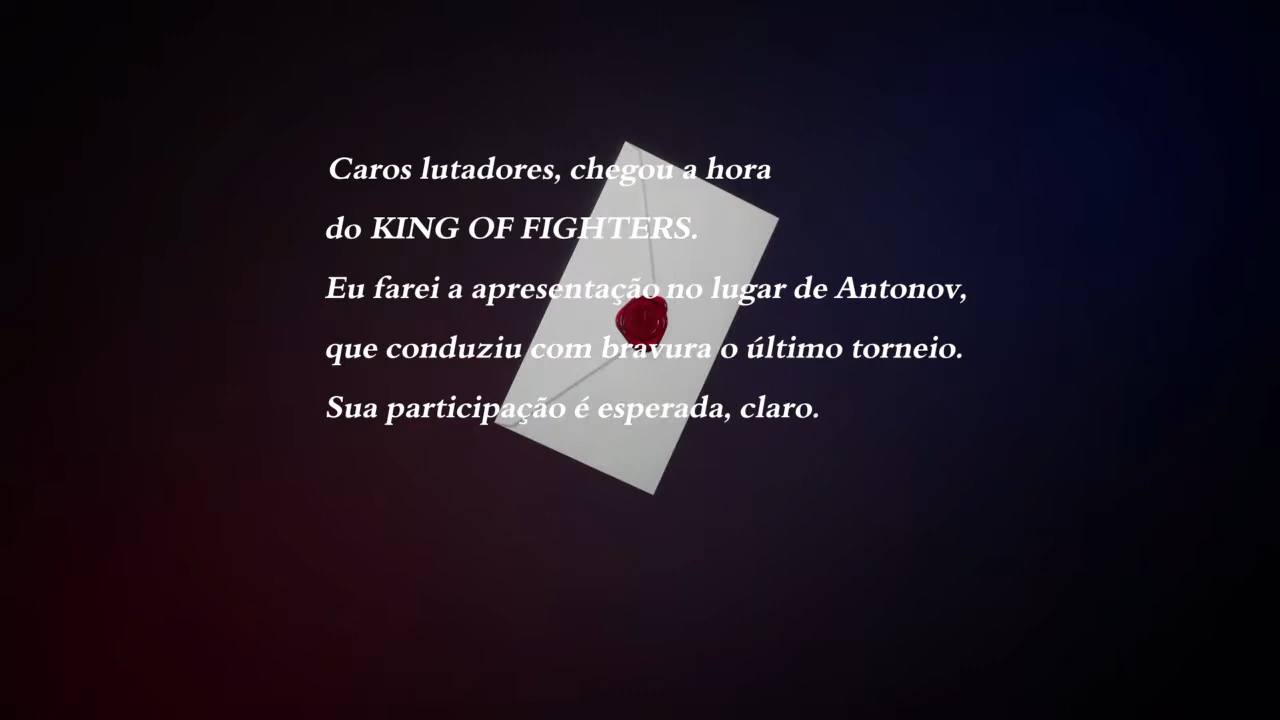 Caros lutadores, chegou a hora
do KING OF FIGHTERS.
Eu farei a apresentação no lugar de Antonov,
que conduziu com bravura o último torneio.
Sua participação é esperada, claro.